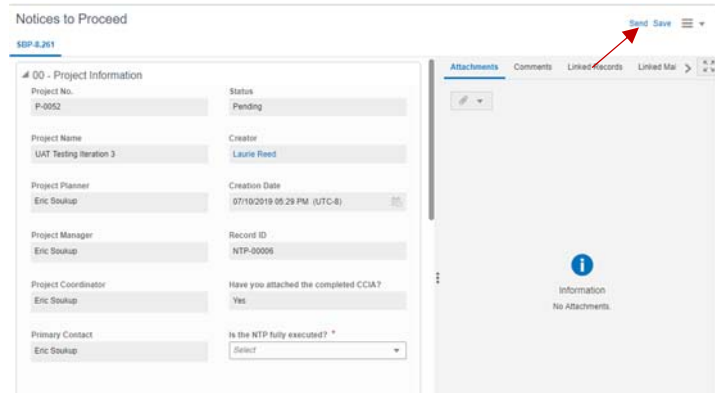 Notices to Proceed
Send Save
SBP-8.261
00 - Project Information
Project No.
Status
P-0052
Pending
Project Name
Creator
UAT Testing Iteration 3
Laurie Reed
Project Planner
Creation Date
Eric Soukup
07/10/2019 05:29 PM (UTC-8)
Project Manager
Record ID
Eric Soukup
NTP-00006
Project Coordinator
Have you attached the completed CCIA?
Eric Soukup
Yes
Primary Contact
Is the NTP fully executed? *
Eric Soukup
Select
Attachments Comments Linked Records Linked Mai
Information
No Attachments.